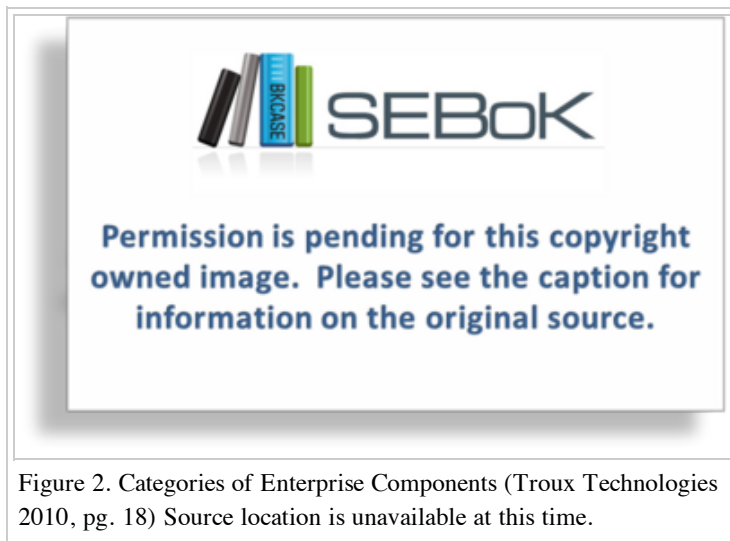 BKCASE
SEBoK
Permission is pending for this copyright
owned image. Please see the caption for
information on the original source.
Figure 2. Categories of Enterprise Components (Troux Technologies
2010, pg. 18) Source location is unavailable at this time.